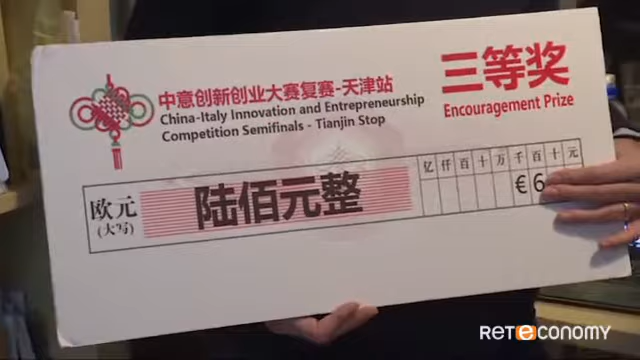 中意创新创业大赛复赛-天津站
China-Italy Innovation and Entrepreneurship
Competition Semifinals - Tianjin Stop
三等奖
Encouragement Prize
欧元
(大写)
陆佰元整
亿仟百十万千百十元
€6
RETECONOMY